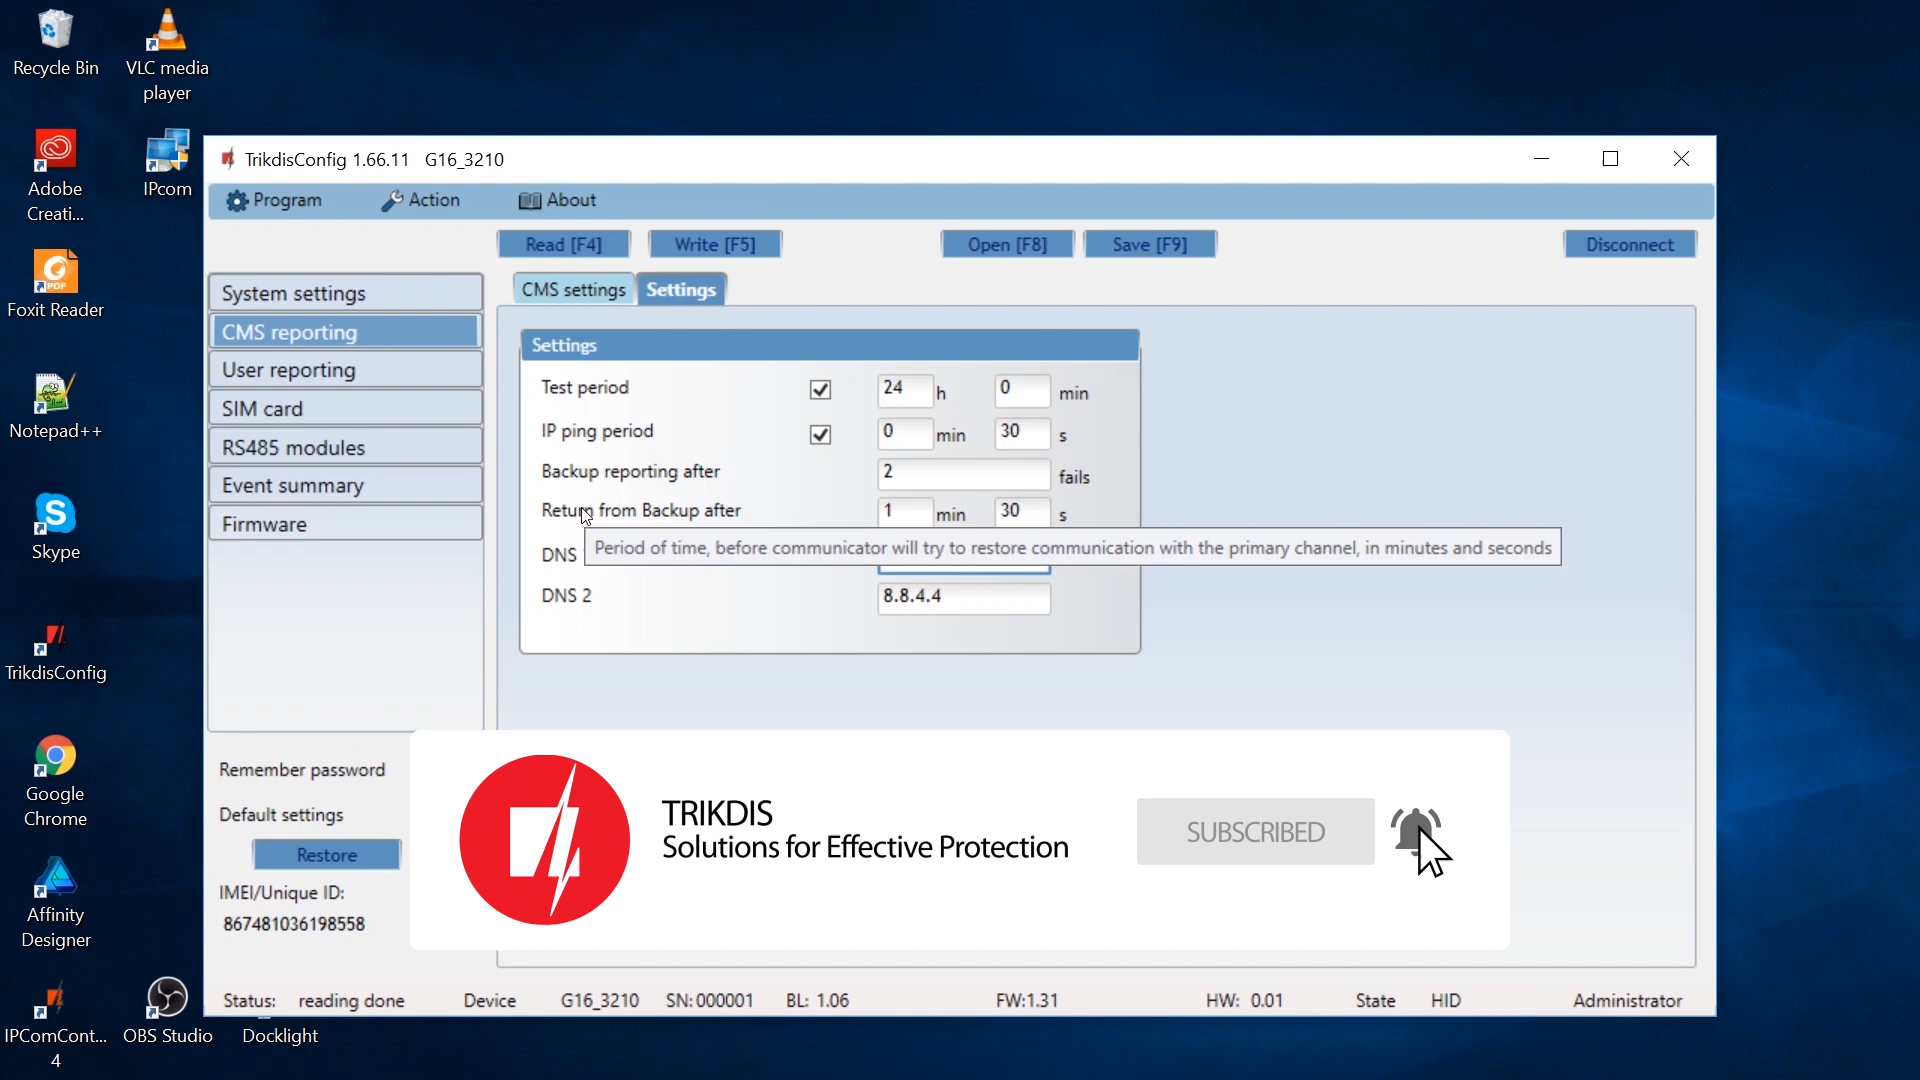 Recycle Bin
VLC media
player
Adobe
Creati...
IPcom
Foxit Reader
Notepad++
Skype
TrikdisConfig
Google
Chrome
Affinity
Designer
IPComCont...
4
OBS Studio
Docklight
TrikdisConfig 1.66.11 G16_3210
Program Action About
Read [F4] Write [F5] Open [F8] Save [F9] Disconnect
System settings
CMS reporting
User reporting
SIM card
RS485 modules
Event summary
Firmware
CMS settings Settings
Settings
Test period 24 h 0 min
IP ping period 0 min 30 s
Backup reporting after 2 fails
Return from Backup after 1 min 30 s
DNS
Period of time, before communicator will try to restore communication with the primary channel, in minutes and seconds
DNS 2 8.8.4.4
Remember password
Default settings
Restore
IMEI/Unique ID:
867481036198558
TRIKDIS
Solutions for Effective Protection
SUBSCRIBED
Status: reading done Device G16_3210 SN:000001 BL: 1.06 FW:1.31 HW: 0.01 State HID Administrator